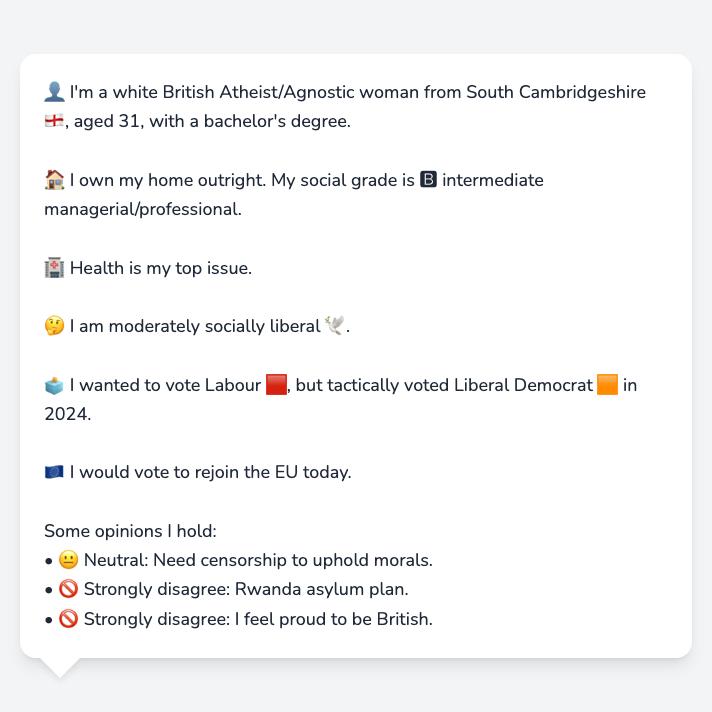 👤 I'm a white British Atheist/Agnostic woman from South Cambridgeshire
🏴󠁧󠁢󠁥󠁮󠁧󠁿, aged 31, with a bachelor's degree.
🏠 I own my home outright. My social grade is 🅱 intermediate
managerial/professional.
🏥 Health is my top issue.
🤔 I am moderately socially liberal 🕊️.
🗳️ I wanted to vote Labour 🟥, but tactically voted Liberal Democrat 🟧 in
2024.
🇪🇺 I would vote to rejoin the EU today.
Some opinions I hold:
• 😐 Neutral: Need censorship to uphold morals.
• 🚫 Strongly disagree: Rwanda asylum plan.
• 🚫 Strongly disagree: I feel proud to be British.